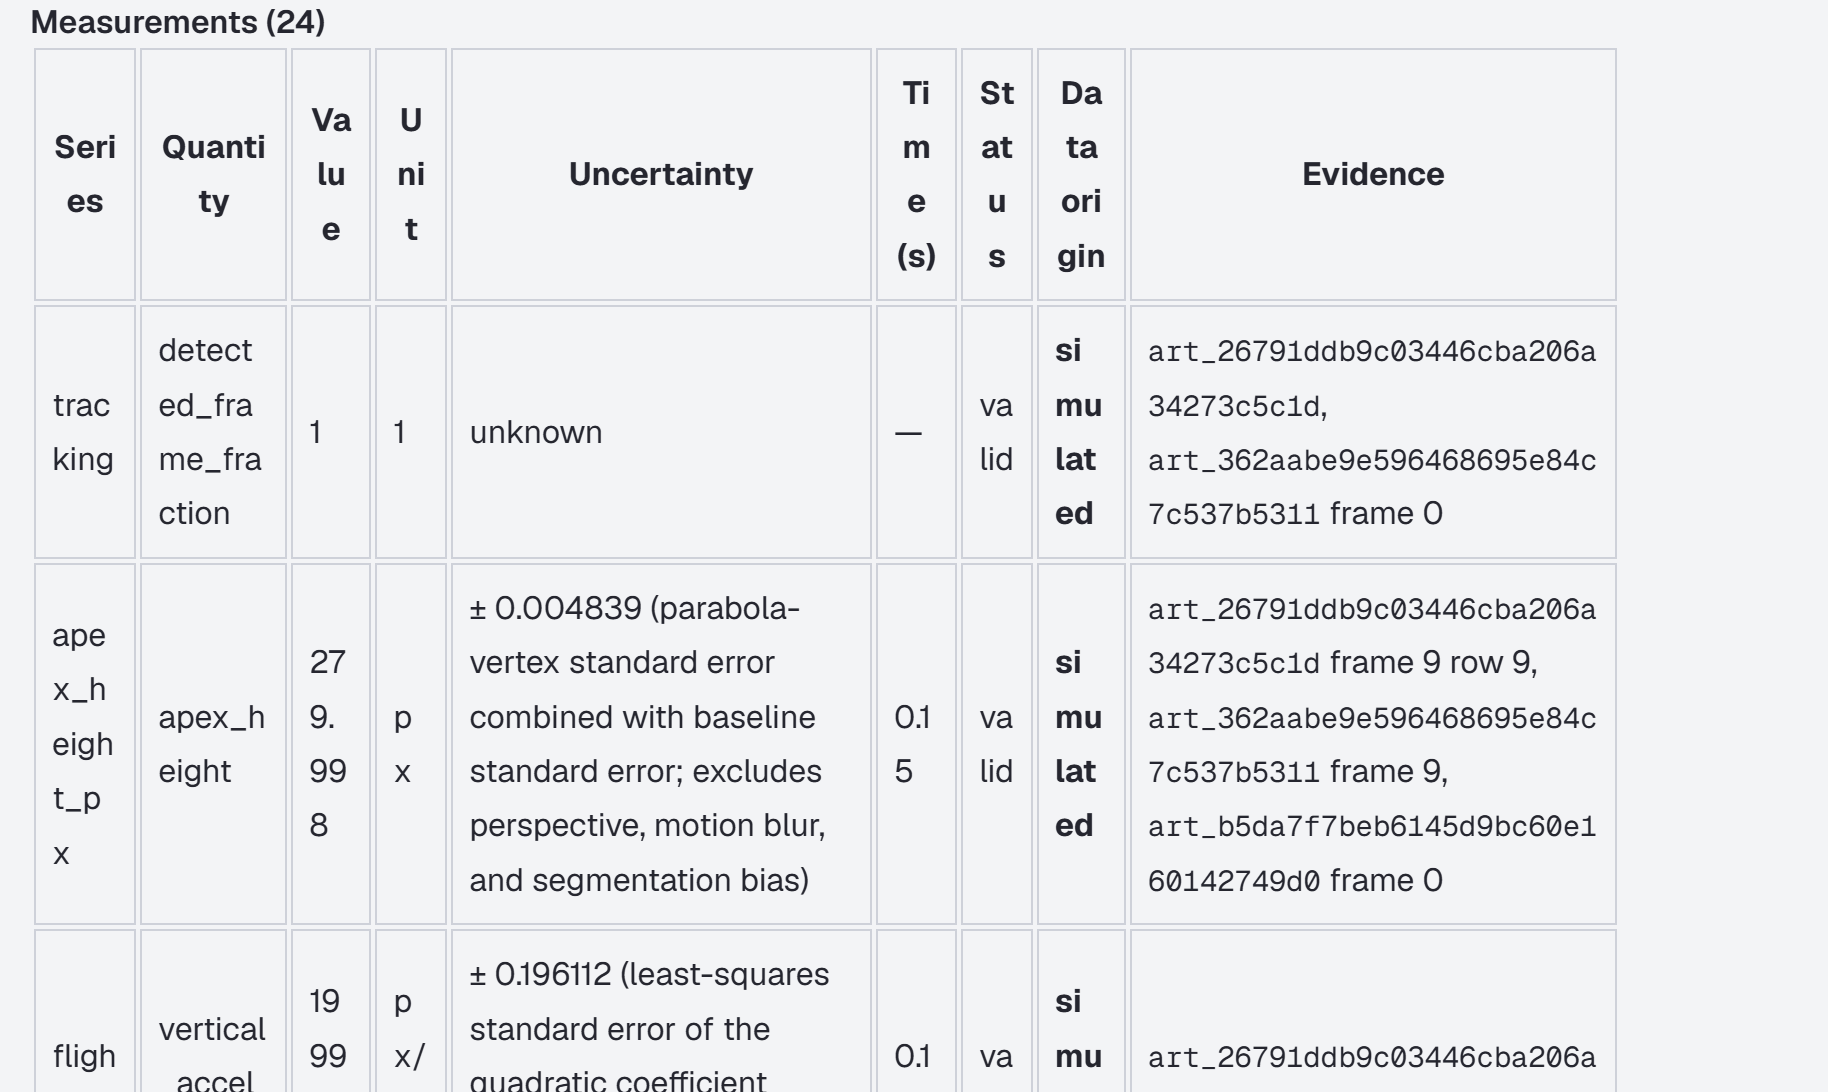 Measurements (24)
Seri
es
Quanti
ty
Va
lu
e
U
ni
t
Uncertainty
Ti
m
e
(s)
St
at
u
s
Da
ta
ori
gin
Evidence
trac
king
detect
ed_fra
me_fra
ction
1
1
unknown
—
va
lid
si
mu
lat
ed
art_26791ddb9c03446cba206a
34273c5c1d,
art_362aabe9e596468695e84c
7c537b5311 frame 0
ape
x_h
eigh
t_p
x
apex_h
eight
27
9.
99
8
p
x
± 0.004839 (parabola-
vertex standard error
combined with baseline
standard error; excludes
perspective, motion blur,
and segmentation bias)
0.1
5
va
lid
si
mu
lat
ed
art_26791ddb9c03446cba206a
34273c5c1d frame 9 row 9,
art_362aabe9e596468695e84c
7c537b5311 frame 9,
art_b5da7f7beb6145d9bc60e1
60142749d0 frame 0
fligh
vertical
_accel
19
99
p
x/
± 0.196112 (least-squares
standard error of the
quadratic coefficient
0.1
va
si
mu
art_26791ddb9c03446cba206a